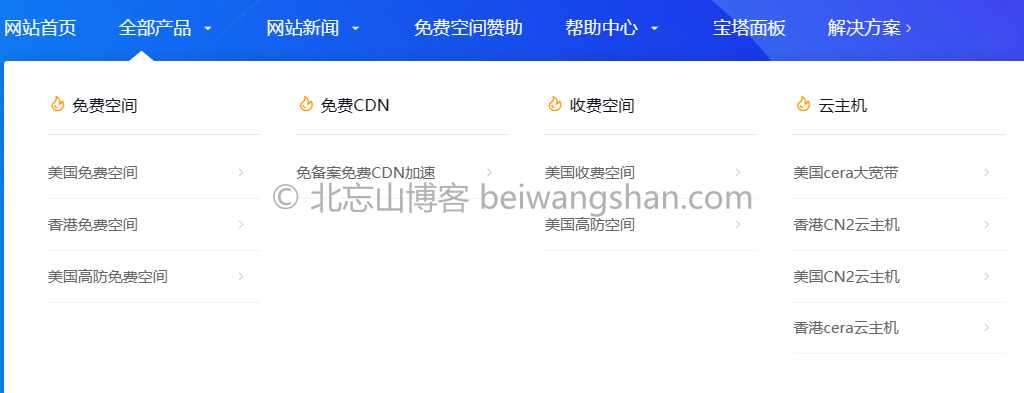 网站首页 全部产品 网站新闻 免费空间赞助 帮助中心 宝塔面板 解决方案
免费空间 免费CDN 收费空间 云主机
美国免费空间 免备案免费CDN加速 美国收费空间 美国cera大宽带
© 北忘山博客 beiwangshan.com
香港免费空间 美国高防空间 香港CN2云主机
美国高防免费空间 美国CN2云主机
香港cera云主机